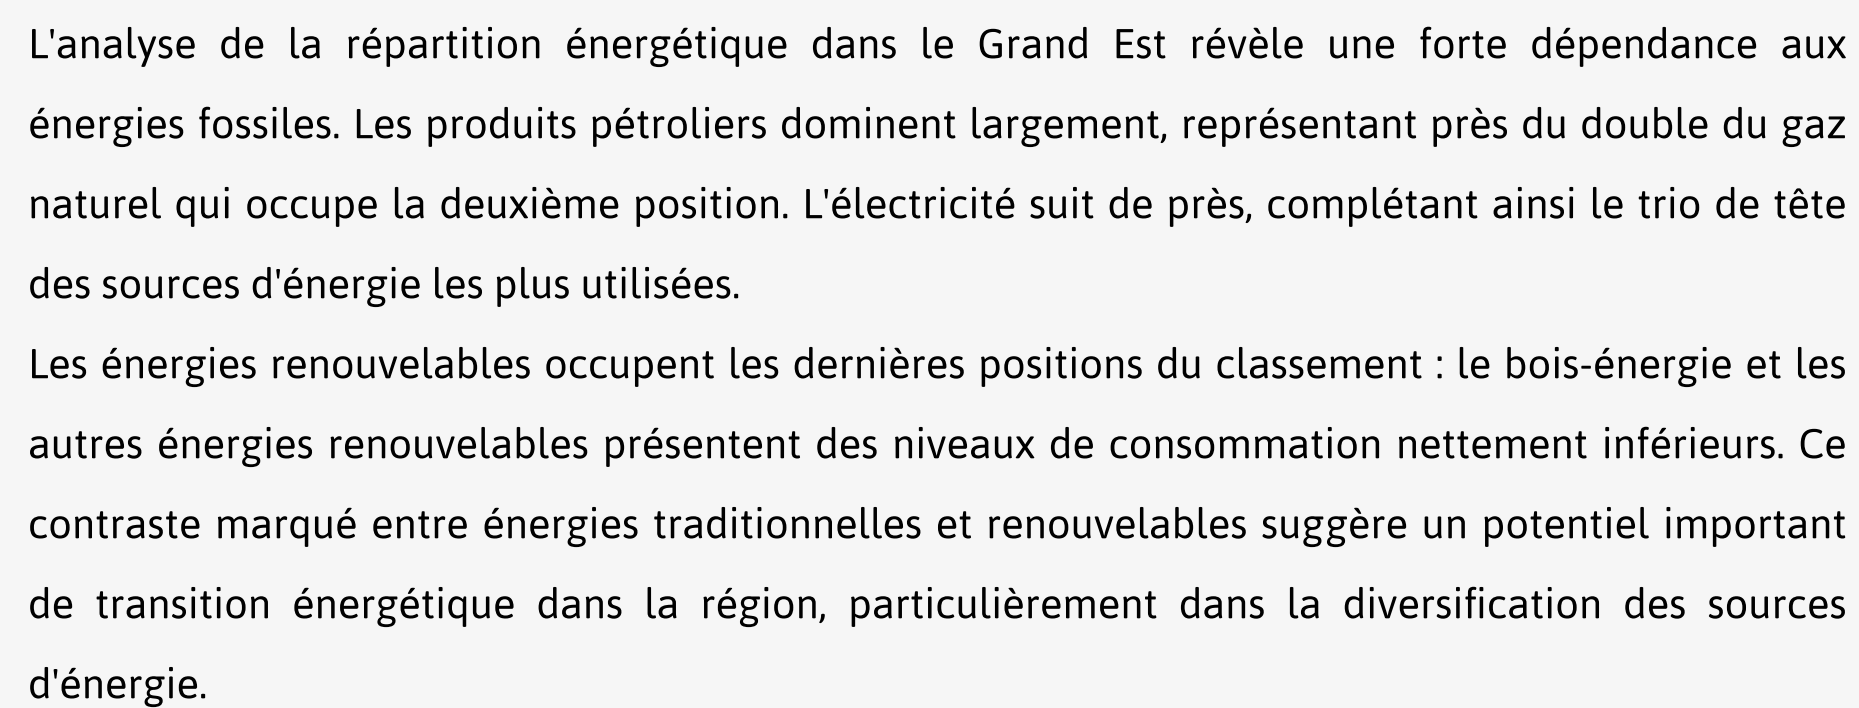 L'analyse de la répartition énergétique dans le Grand Est révèle une forte dépendance aux
énergies fossiles. Les produits pétroliers dominent largement, représentant près du double du gaz
naturel qui occupe la deuxième position. L'électricité suit de près, complétant ainsi le trio de tête
des sources d'énergie les plus utilisées.
Les énergies renouvelables occupent les dernières positions du classement : le bois-énergie et les
autres énergies renouvelables présentent des niveaux de consommation nettement inférieurs. Ce
contraste marqué entre énergies traditionnelles et renouvelables suggère un potentiel important
de transition énergétique dans la région, particulièrement dans la diversification des sources
d'énergie.